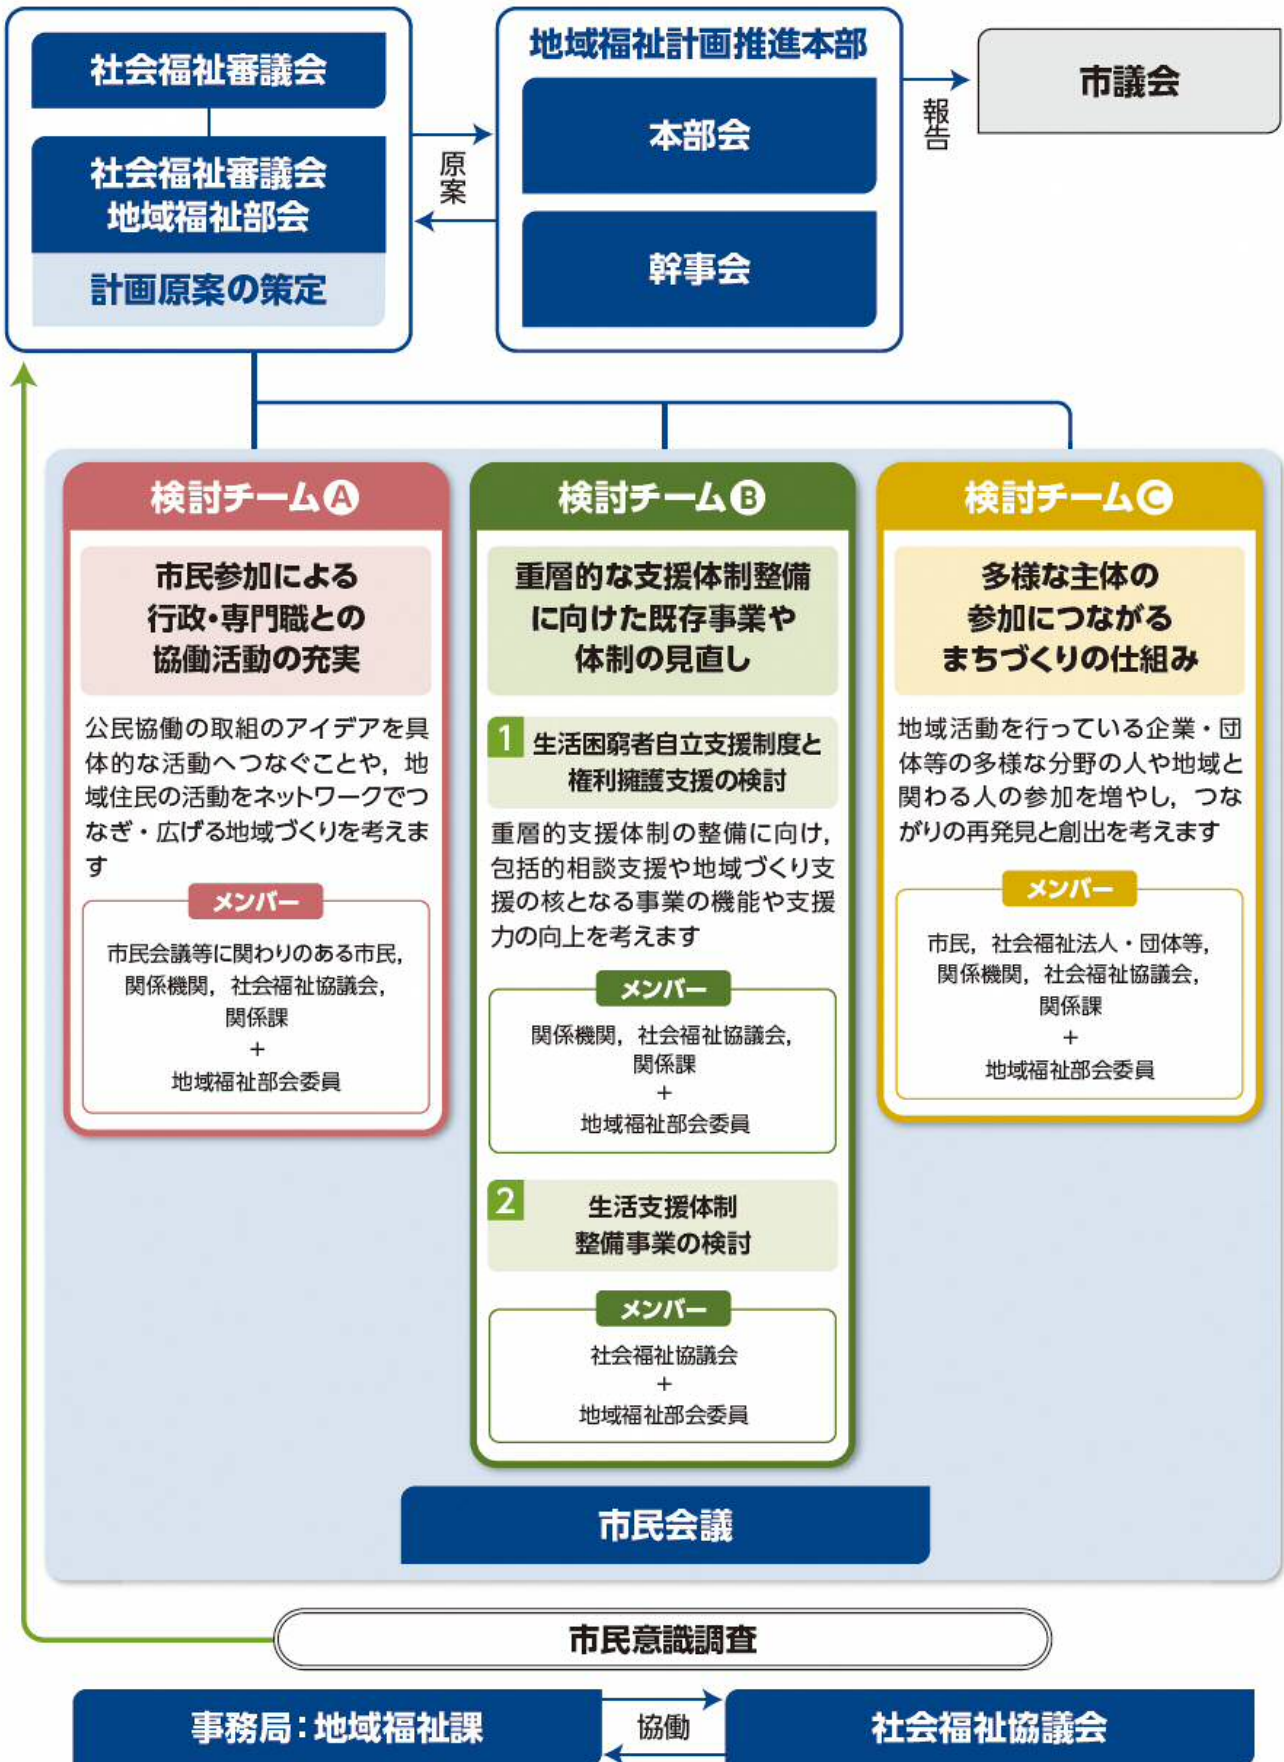 社会福祉審議会
社会福祉審議会
地域福祉部会
計画原案の策定
原案
地域福祉計画推進本部
本部会
幹事会
報告
市議会
検討チームA
市民参加による
行政・専門職との
協働活動の充実
公民協働の取組のアイデアを具
体的な活動へつなぐことや，地
域住民の活動をネットワークでつ
なぎ・広げる地域づくりを考えま
す
メンバー
市民会議等に関わりのある市民，
関係機関，社会福祉協議会，
関係課
+
地域福祉部会委員
検討チームB
重層的な支援体制整備
に向けた既存事業や
体制の見直し
1 生活困窮者自立支援制度と
権利擁護支援の検討
重層的支援体制の整備に向け，
包括的相談支援や地域づくり支
援の核となる事業の機能や支援
力の向上を考えます
メンバー
関係機関，社会福祉協議会，
関係課
+
地域福祉部会委員
2 生活支援体制
整備事業の検討
メンバー
社会福祉協議会
+
地域福祉部会委員
検討チームC
多様な主体の
参加につながる
まちづくりの仕組み
地域活動を行っている企業・団
体等の多様な分野の人や地域と
関わる人の参加を増やし，つな
がりの再発見と創出を考えます
メンバー
市民，社会福祉法人・団体等，
関係機関，社会福祉協議会，
関係課
+
地域福祉部会委員
市民会議
市民意識調査
事務局：地域福祉課
協働
社会福祉協議会